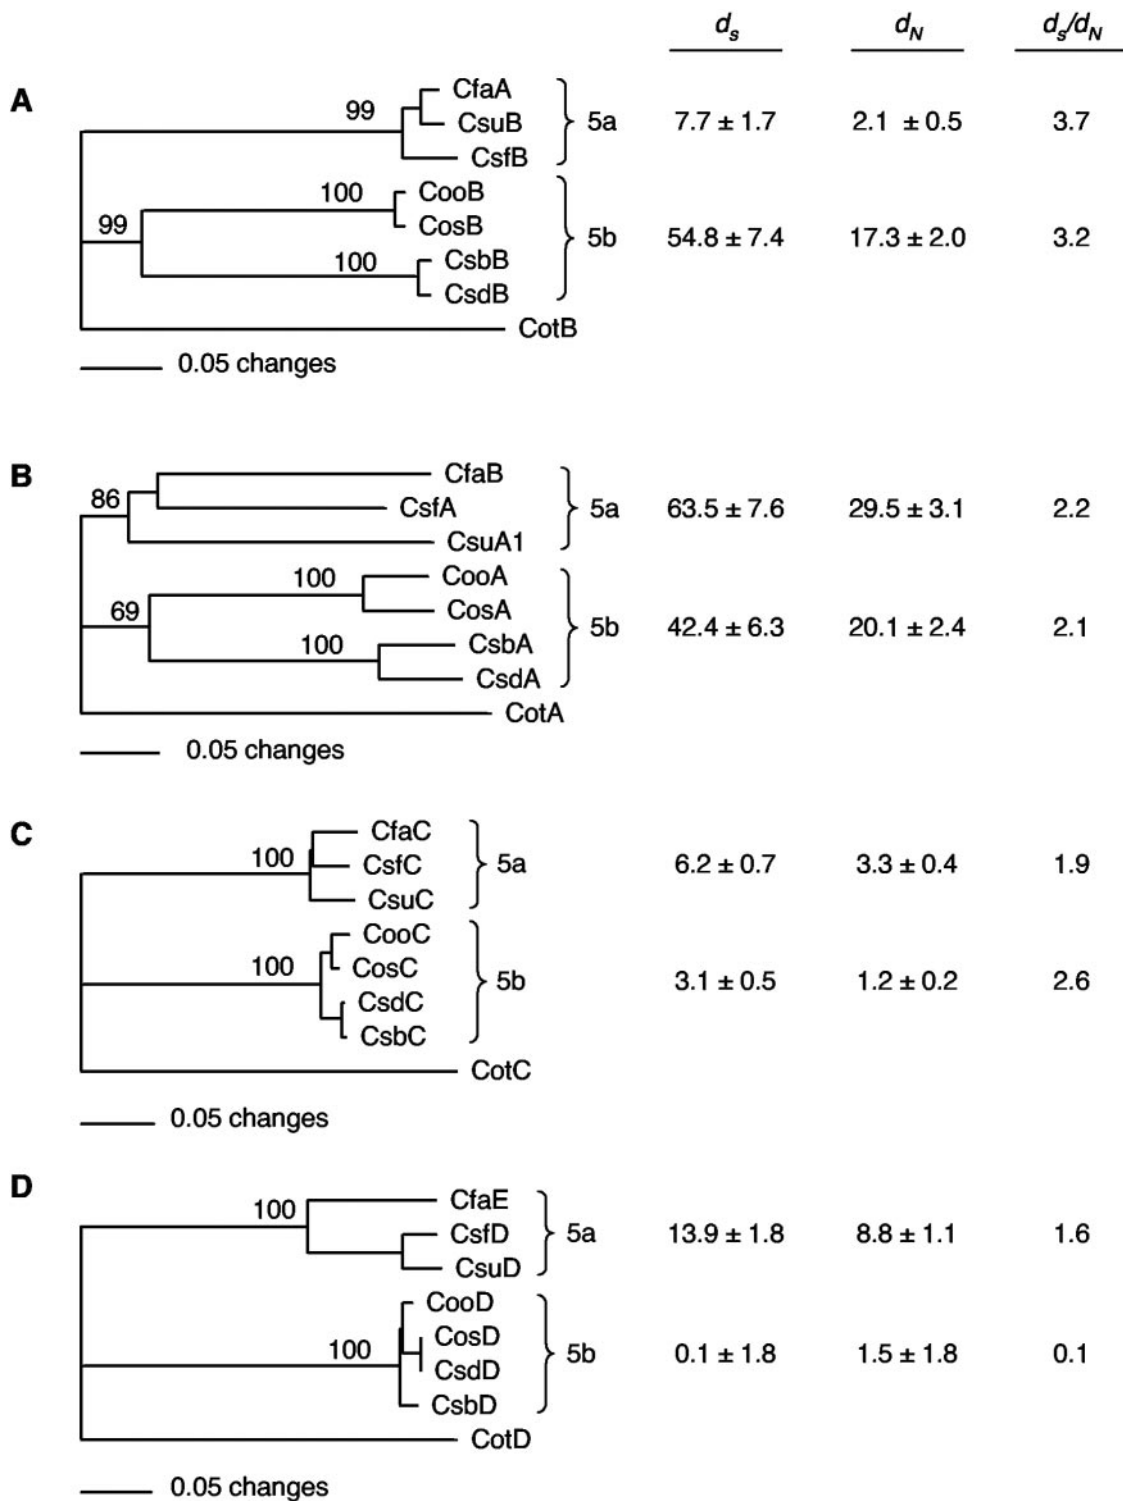 ds dN ds/dN
A
CfaA
99
CsuB 5a 7.7 ± 1.7 2.1 ± 0.5 3.7
CsfB
100 CooB
99 CosB 5b 54.8 ± 7.4 17.3 ± 2.0 3.2
100 CsbB
CsdB
CotB
0.05 changes
B
CfaB
86
CsfA 5a 63.5 ± 7.6 29.5 ± 3.1 2.2
CsuA1
100 CooA
69 CosA 5b 42.4 ± 6.3 20.1 ± 2.4 2.1
100 CsbA
CsdA
CotA
0.05 changes
C
CfaC
100 CsfC 5a 6.2 ± 0.7 3.3 ± 0.4 1.9
CsuC
CooC
100 CosC 5b 3.1 ± 0.5 1.2 ± 0.2 2.6
CsdC
CsbC
CotC
0.05 changes
D
100 CfaE
CsfD 5a 13.9 ± 1.8 8.8 ± 1.1 1.6
CsuD
CooD
CosD
100 5b 0.1 ± 1.8 1.5 ± 1.8 0.1
CsdD
CsbD
CotD
0.05 changes